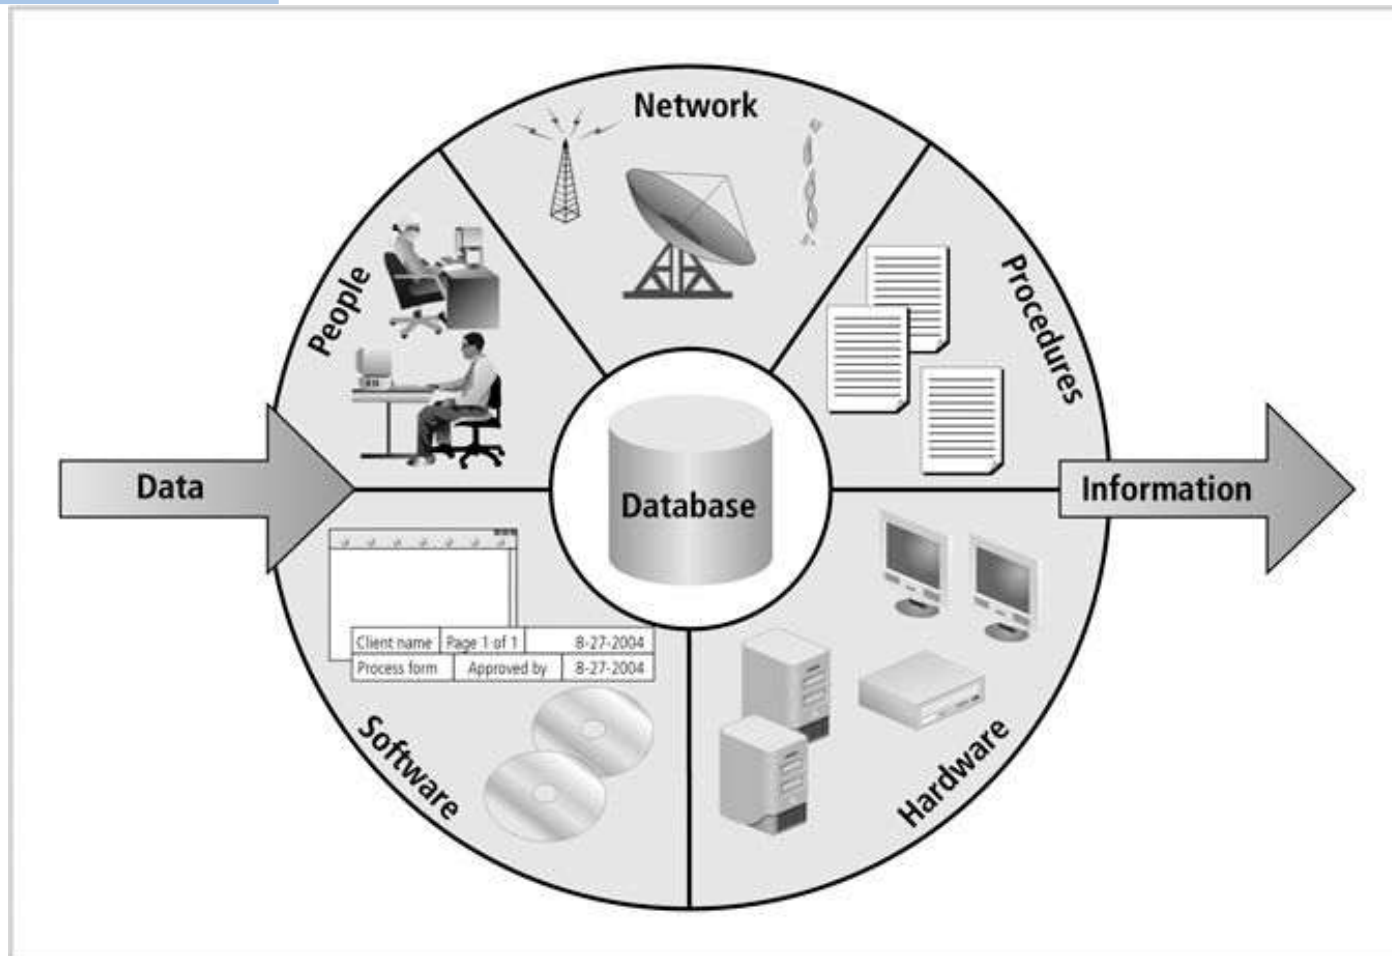 Network
People
Procedures
Data
Database
Information
Client name Page 1 of 1 8-27-2004
Process form Approved by 8-27-2004
Software
Hardware